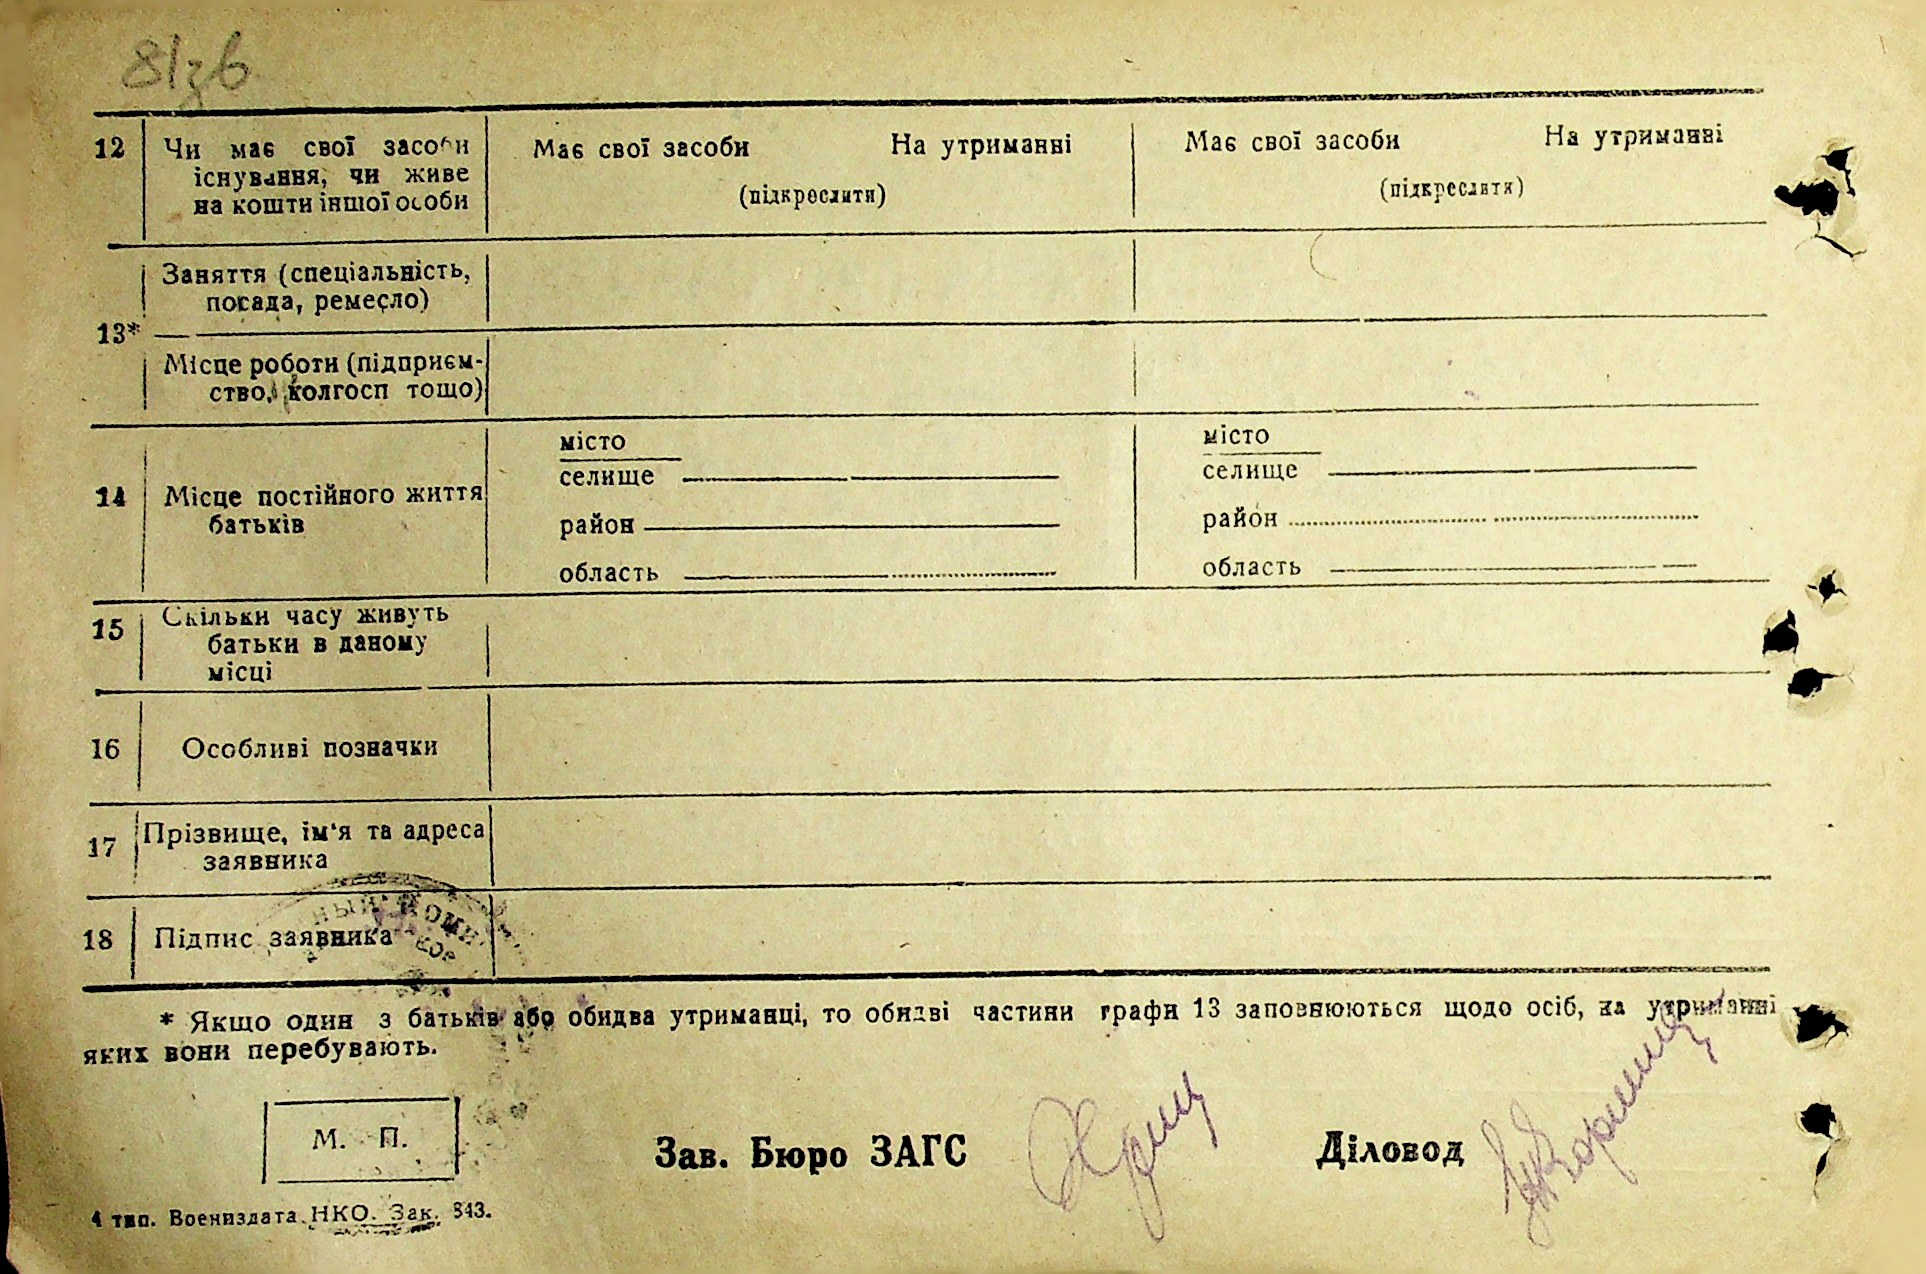 81зв
12 Чи має свої засоби Має свої засоби На утриманні Має свої засоби На утриманні
існування, чи живе (підкреслити) (підкреслити)
на кошти іншої особи
Заняття (спеціальність,
посада, ремесло)
13*
Місце роботи (підприєм-
ство, колгосп тощо)
місто місто
селище селище
14 Місце постійного життя
батьків район район
область область
15 Скільки часу живуть
батьки в даному
місці
16 Особливі позначки
17 Прізвище, ім'я та адреса
заявника
18 Підпис заявника
* Якщо один з батьків або обидва утриманці, то обидві частини графи 13 заповнюються щодо осіб, на утриманні
яких вони перебувають.
М. П. Зав. Бюро ЗАГС Діловод
4 тип. Воениздата НКО. Зак. 843.